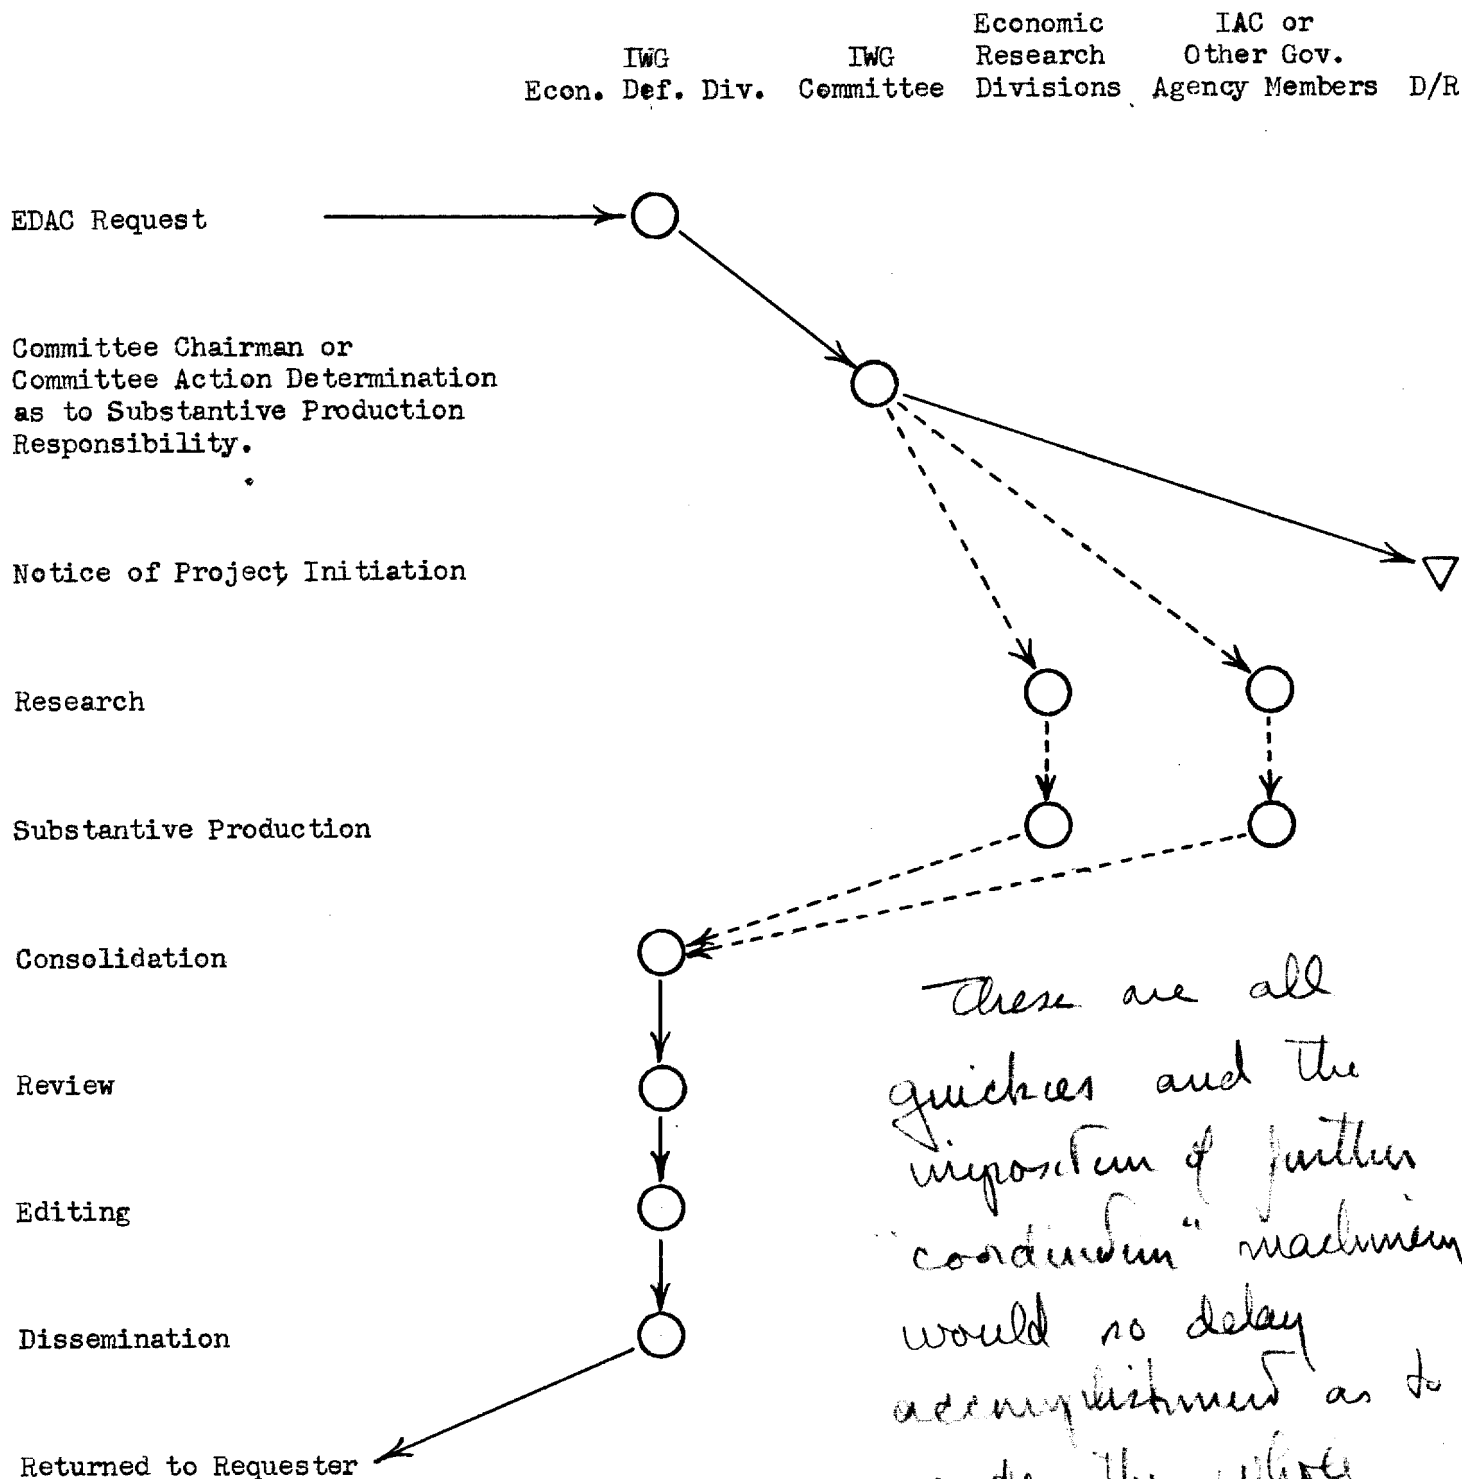 Economic IAC or
IWG IWG Research Other Gov.
Econ. Def. Div. Committee Divisions Agency Members D/R
EDAC Request
Committee Chairman or
Committee Action Determination
as to Substantive Production
Responsibility.
Notice of Project Initiation
Research
Substantive Production
Consolidation
Review
Editing
Dissemination
Returned to Requester
These are all
quickies and the
imposition of further
"coordination" machinery
would so delay
accomplishment as to
the whole